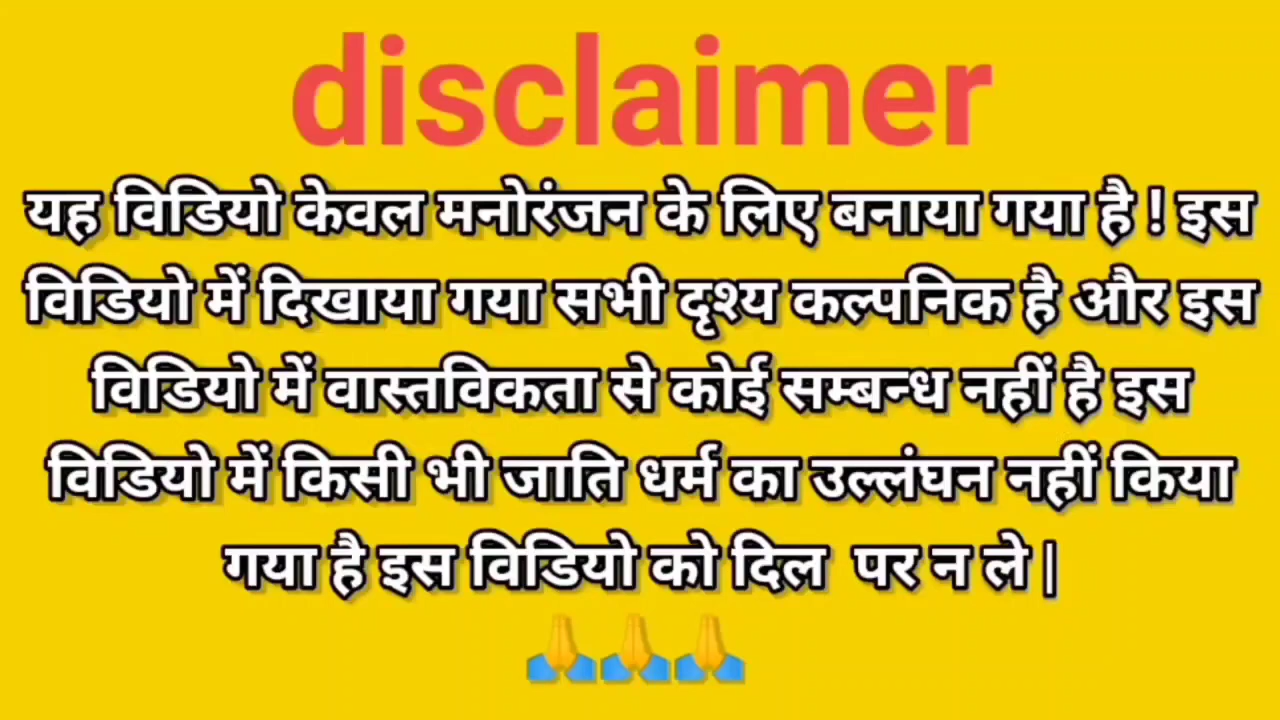 disclaimer
यह विडियो केवल मनोरंजन के लिए बनाया गया है ! इस
विडियो में दिखाया गया सभी दृश्य कल्पनिक है और इस
विडियो में वास्तविकता से कोई सम्बन्ध नहीं है इस
विडियो में किसी भी जाति धर्म का उल्लंघन नहीं किया
गया है इस विडियो को दिल पर न ले |
🙏🙏🙏